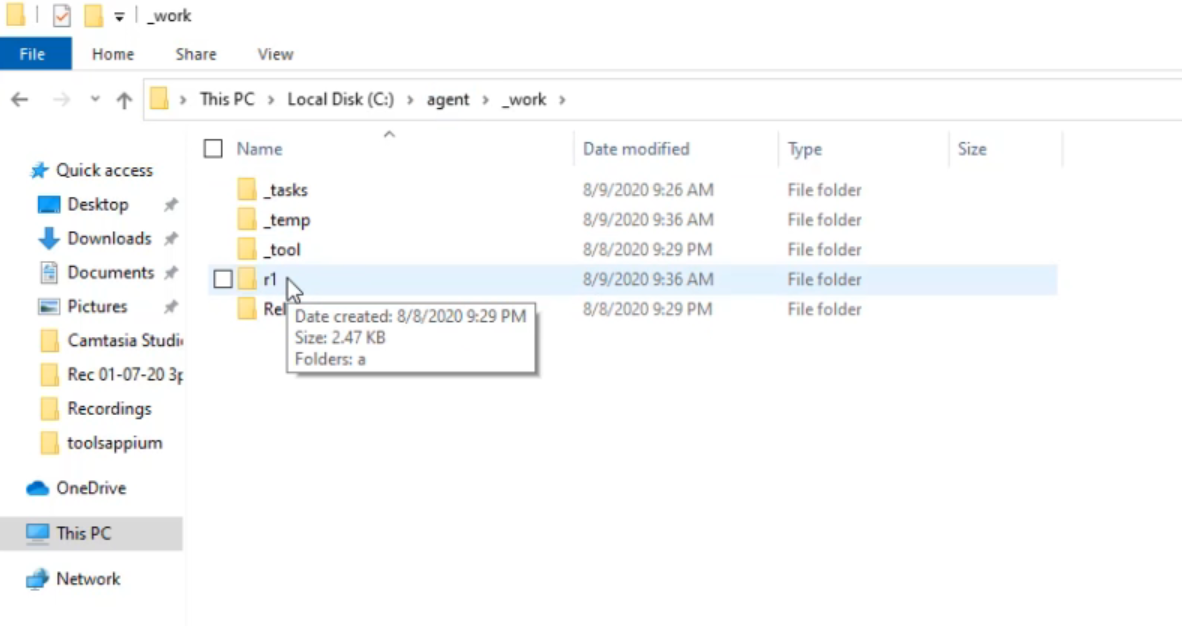 _work
File Home Share View
This PC > Local Disk (C:) > agent > _work >
Name Date modified Type Size
Quick access
Desktop
Downloads
Documents
Pictures
Camtasia Studi
Rec 01-07-20 3p
Recordings
toolsappium
OneDrive
This PC
Network
_tasks 8/9/2020 9:26 AM File folder
_temp 8/9/2020 9:36 AM File folder
_tool 8/8/2020 9:29 PM File folder
r1 8/9/2020 9:36 AM File folder
Rel 8/8/2020 9:29 PM File folder
Date created: 8/8/2020 9:29 PM
Size: 2.47 KB
Folders: a